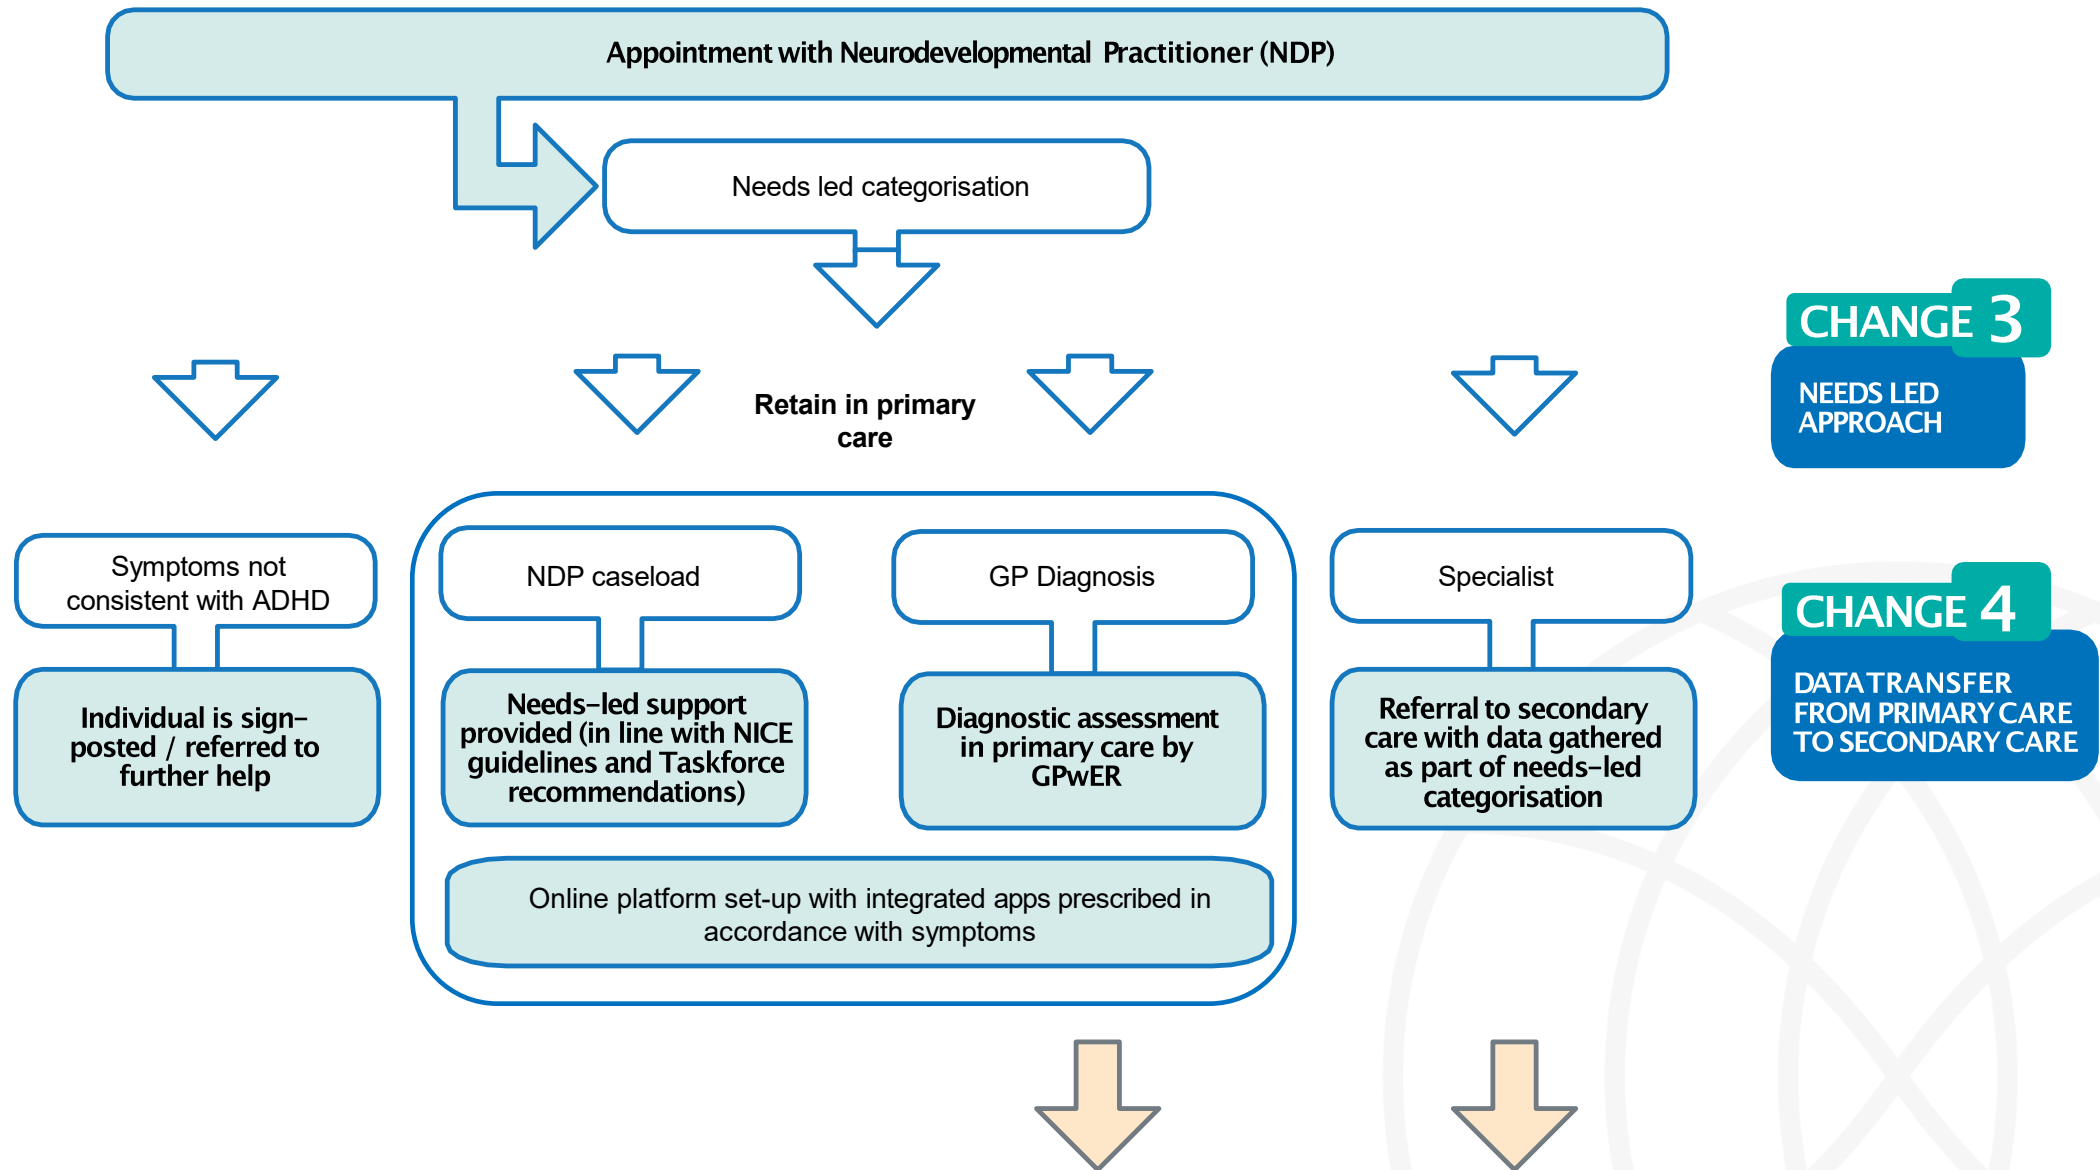 Appointment with Neurodevelopmental Practitioner (NDP)
Needs led categorisation
CHANGE 3
NEEDS LED
APPROACH
Retain in primary
care
Symptoms not
consistent with ADHD
NDP caseload
GP Diagnosis
Specialist
CHANGE 4
DATA TRANSFER
FROM PRIMARY CARE
TO SECONDARY CARE
Individual is sign-
posted / referred to
further help
Needs-led support
provided (in line with NICE
guidelines and Taskforce
recommendations)
Diagnostic assessment
in primary care by
GPwER
Referral to secondary
care with data gathered
as part of needs-led
categorisation
Online platform set-up with integrated apps prescribed in
accordance with symptoms